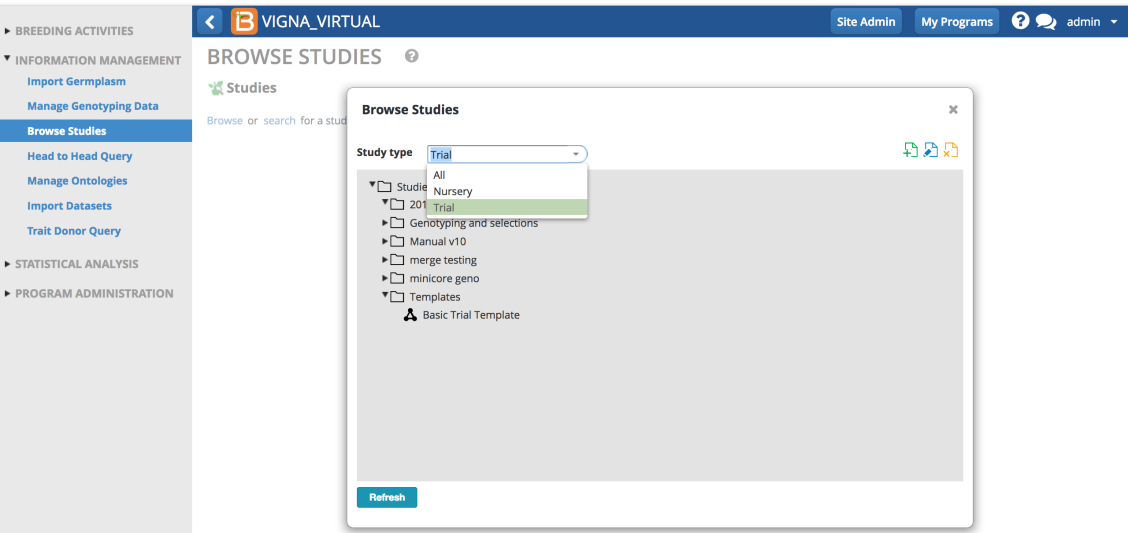 VIGNA_VIRTUAL
Site Admin
My Programs
admin
BREEDING ACTIVITIES
INFORMATION MANAGEMENT
Import Germplasm
Manage Genotyping Data
Browse Studies
Head to Head Query
Manage Ontologies
Import Datasets
Trait Donor Query
STATISTICAL ANALYSIS
PROGRAM ADMINISTRATION
BROWSE STUDIES ?
Studies
Browse or search for a stud
Browse Studies
Study type Trial
All
Nursery
Trial
Studie
201
Genotyping and selections
Manual v10
merge testing
minicore geno
Templates
Basic Trial Template
Refresh